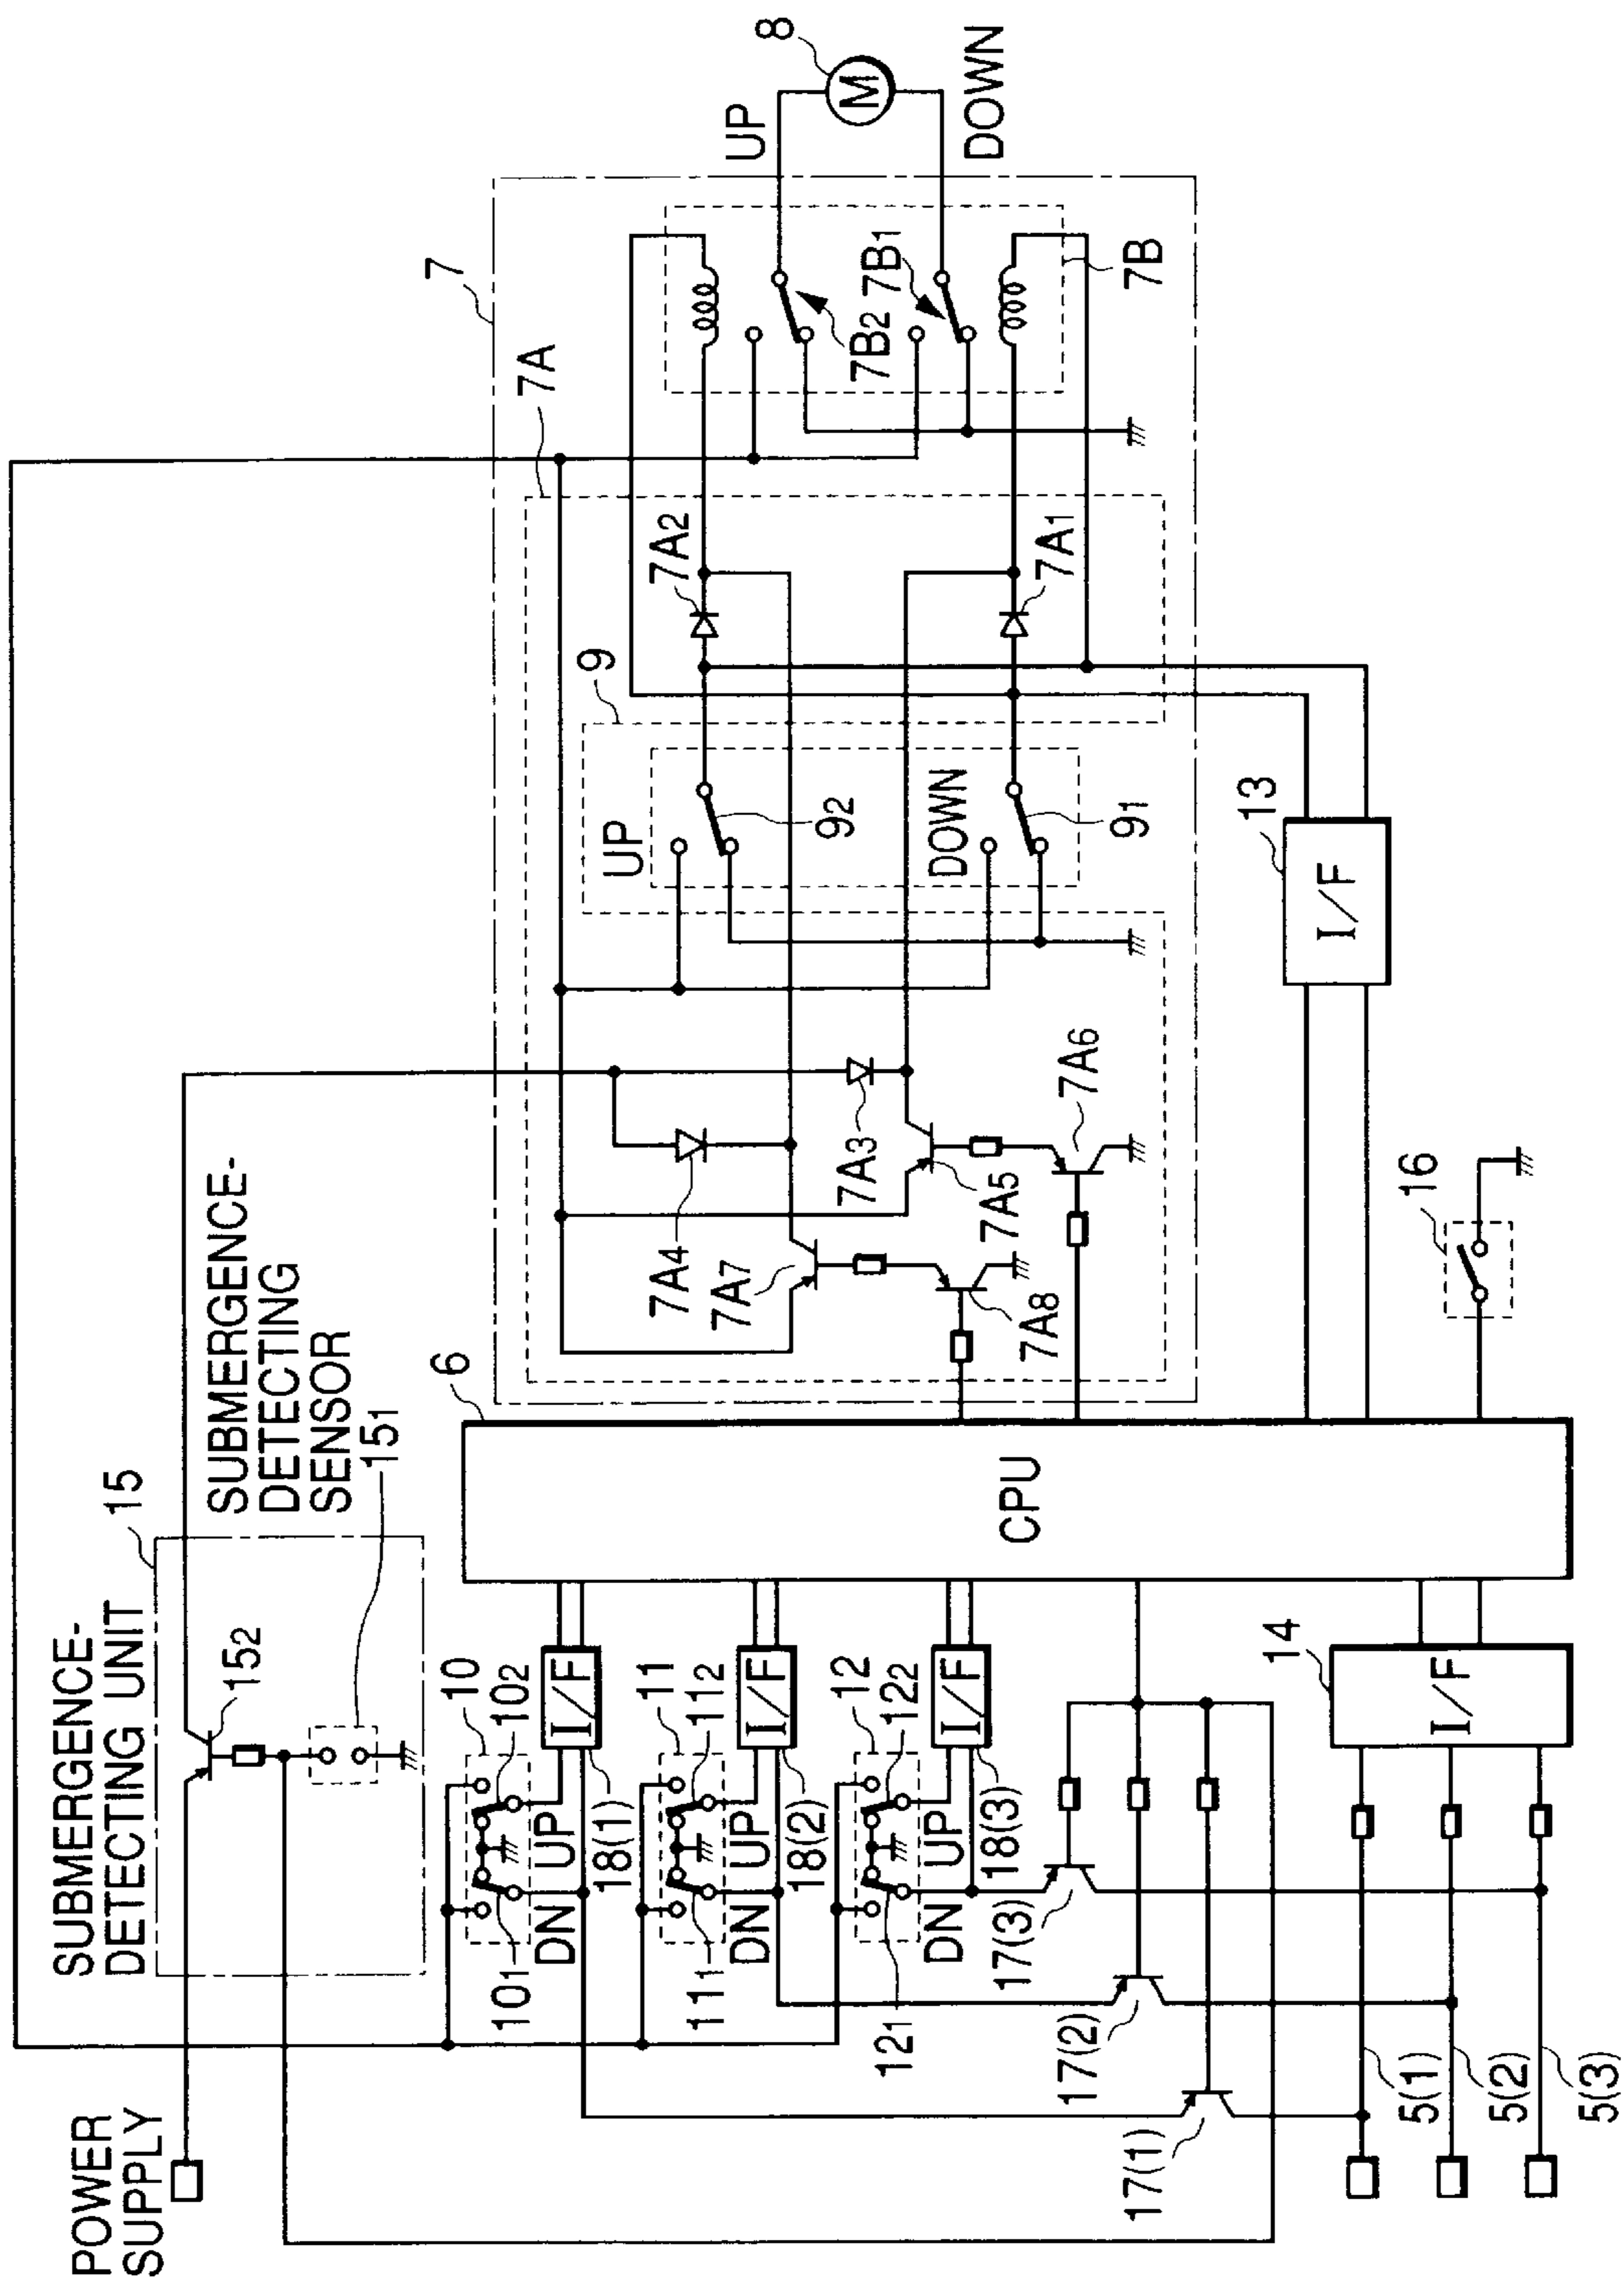 POWER
SUPPLY
SUBMERGENCE-
DETECTING UNIT
15
152
SUBMERGENCE-
DETECTING
SENSOR
151
10
102
101
I/F
DN
UP
18(1)
11
112
111
I/F
DN
UP
18(2)
12
122
121
I/F
DN
UP
18(3)
17(3)
17(2)
17(1)
14
I/F
5(1)
5(2)
5(3)
6
CPU
16
13
I/F
7
7A
7A4
7A7
7A3
7A5
7A8
7A6
9
UP
92
DOWN
91
7A2
7A1
7B2
7B1
7B
UP
DOWN
8
M